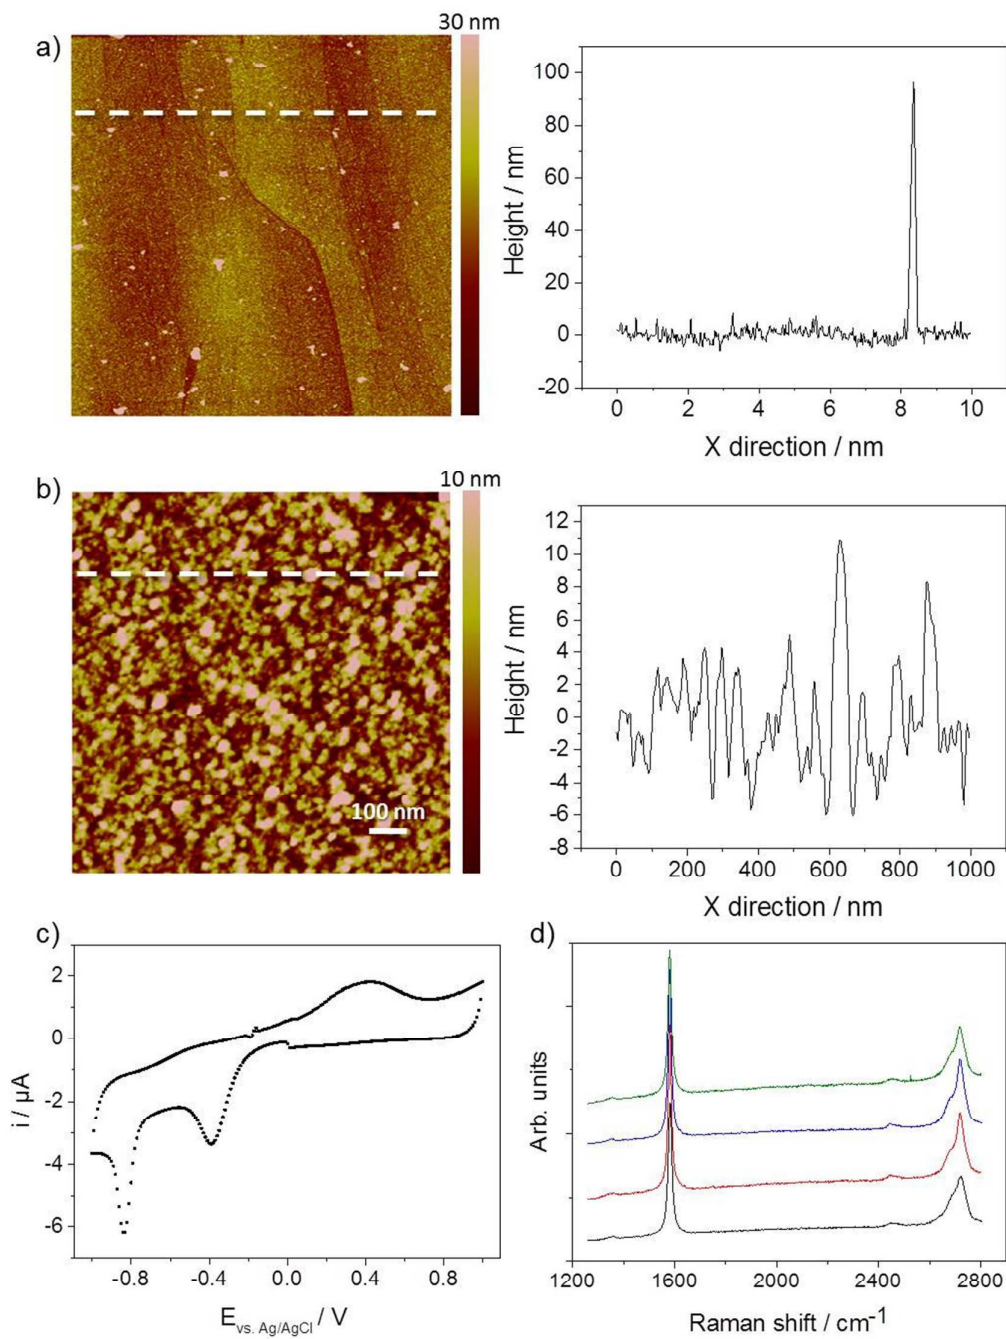 a)
30 nm
Height / nm
100
80
60
40
20
0
-20
0 2 4 6 8 10
X direction / nm
b)
10 nm
100 nm
Height / nm
12
10
8
6
4
2
0
-2
-4
-6
-8
0 200 400 600 800 1000
X direction / nm
c)
i / µA
2
0
-2
-4
-6
-0.8 -0.4 0.0 0.4 0.8
E vs. Ag/AgCl / V
d)
Arb. units
1200 1600 2000 2400 2800
Raman shift / cm-1